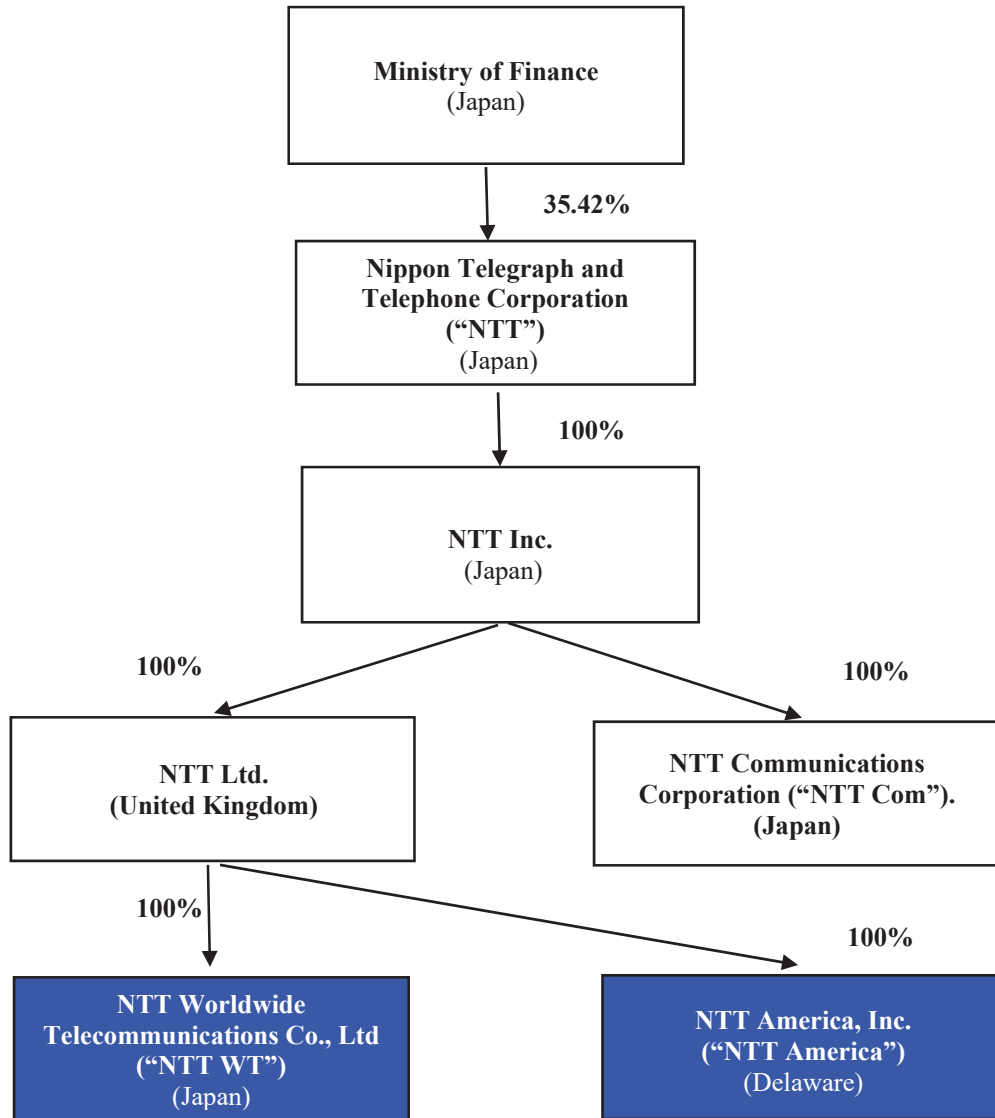 Ministry of Finance
(Japan)
35.42%
Nippon Telegraph and
Telephone Corporation
(“NTT”)
(Japan)
100%
NTT Inc.
(Japan)
100%
100%
NTT Ltd.
(United Kingdom)
NTT Communications
Corporation (“NTT Com”).
(Japan)
100%
100%
NTT Worldwide
Telecommunications Co., Ltd
(“NTT WT”)
(Japan)
NTT America, Inc.
(“NTT America”)
(Delaware)